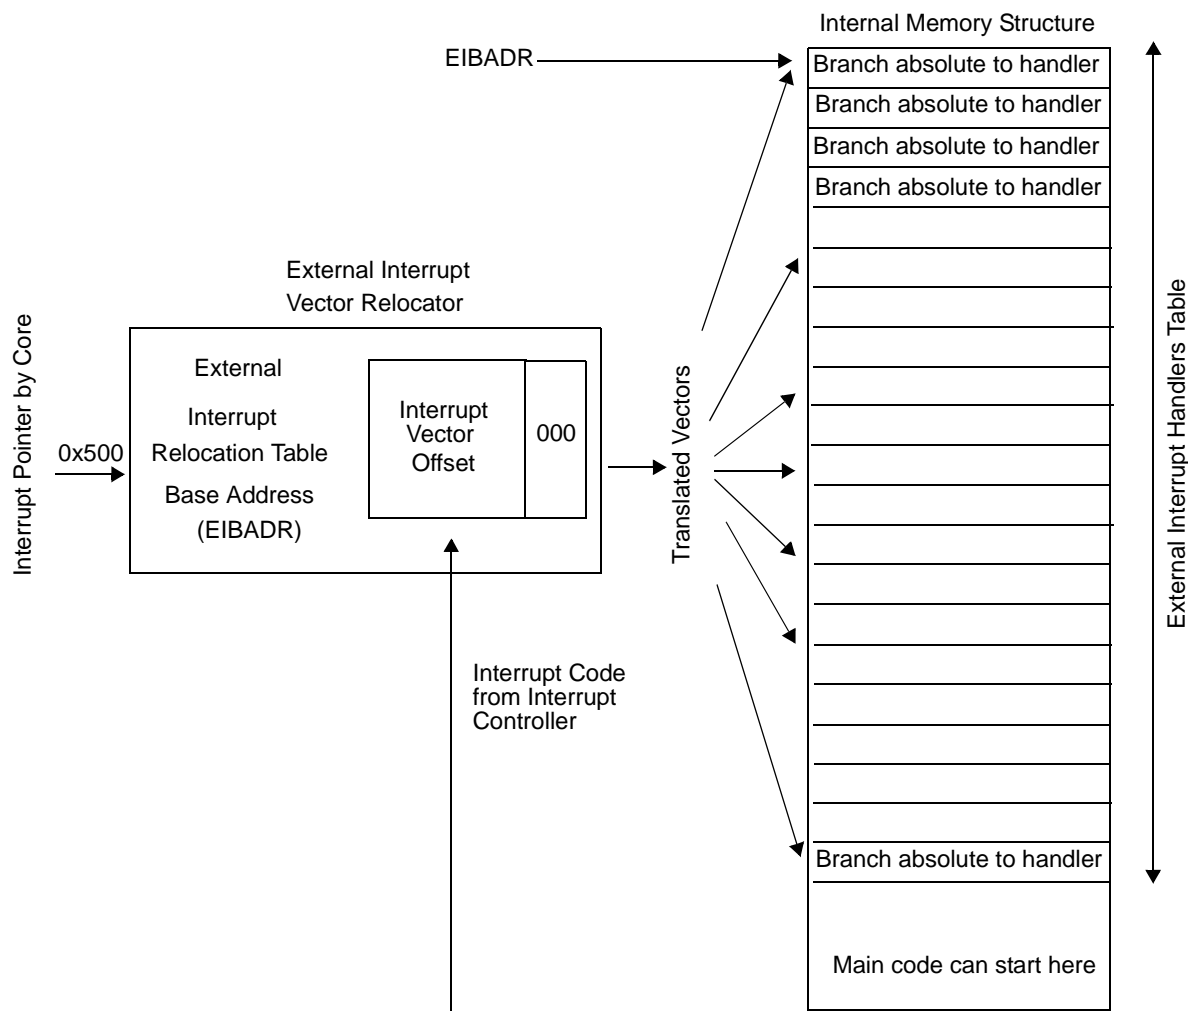 Internal Memory Structure
EIBADR
Branch absolute to handler
Branch absolute to handler
Branch absolute to handler
Branch absolute to handler
External Interrupt
Vector Relocator
Interrupt Pointer by Core
0x500
External
Interrupt
Relocation Table
Base Address
(EIBADR)
Interrupt
Vector
Offset
000
Translated Vectors
External Interrupt Handlers Table
Interrupt Code
from Interrupt
Controller
Branch absolute to handler
Main code can start here